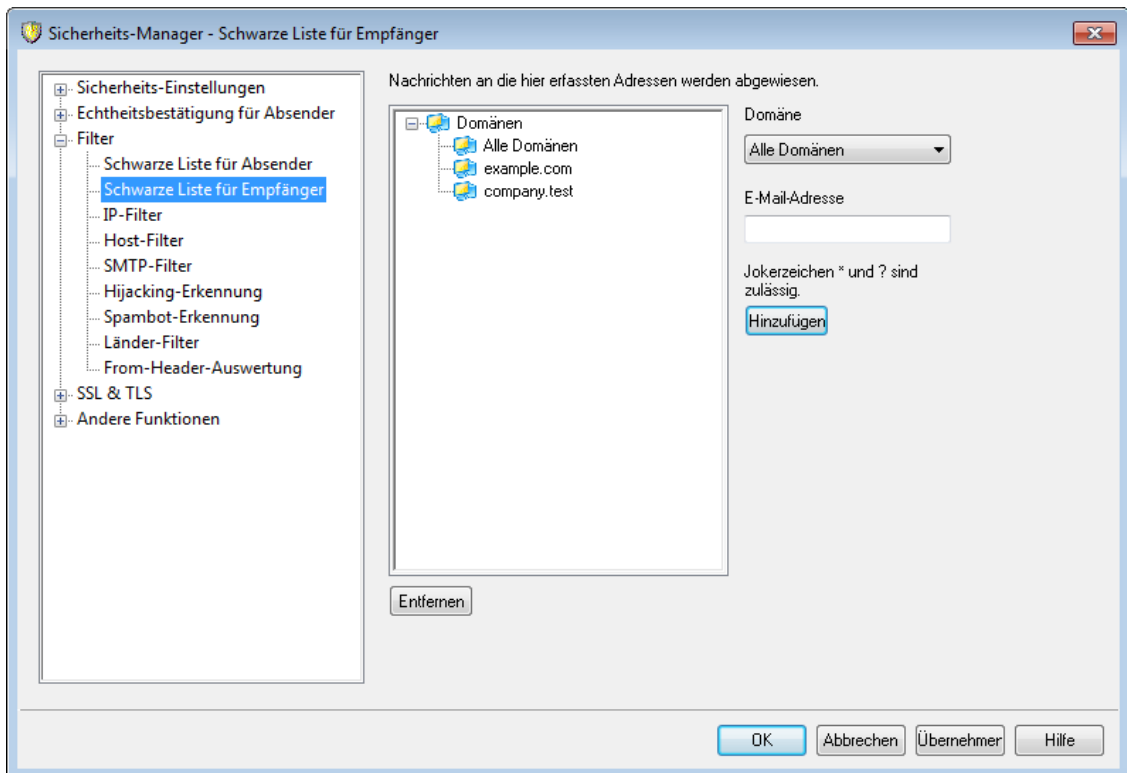 Sicherheits-Manager - Schwarze Liste für Empfänger
Sicherheits-Einstellungen
Echtheitsbestätigung für Absender
Filter
Schwarze Liste für Absender
Schwarze Liste für Empfänger
IP-Filter
Host-Filter
SMTP-Filter
Hijacking-Erkennung
Spambot-Erkennung
Länder-Filter
From-Header-Auswertung
SSL & TLS
Andere Funktionen
Nachrichten an die hier erfassten Adressen werden abgewiesen.
Domänen
Alle Domänen
example.com
company.test
Entfernen
Domäne
Alle Domänen
E-Mail-Adresse
Jokerzeichen * und ? sind
zulässig.
Hinzufügen
OK
Abbrechen
Übernehmer
Hilfe